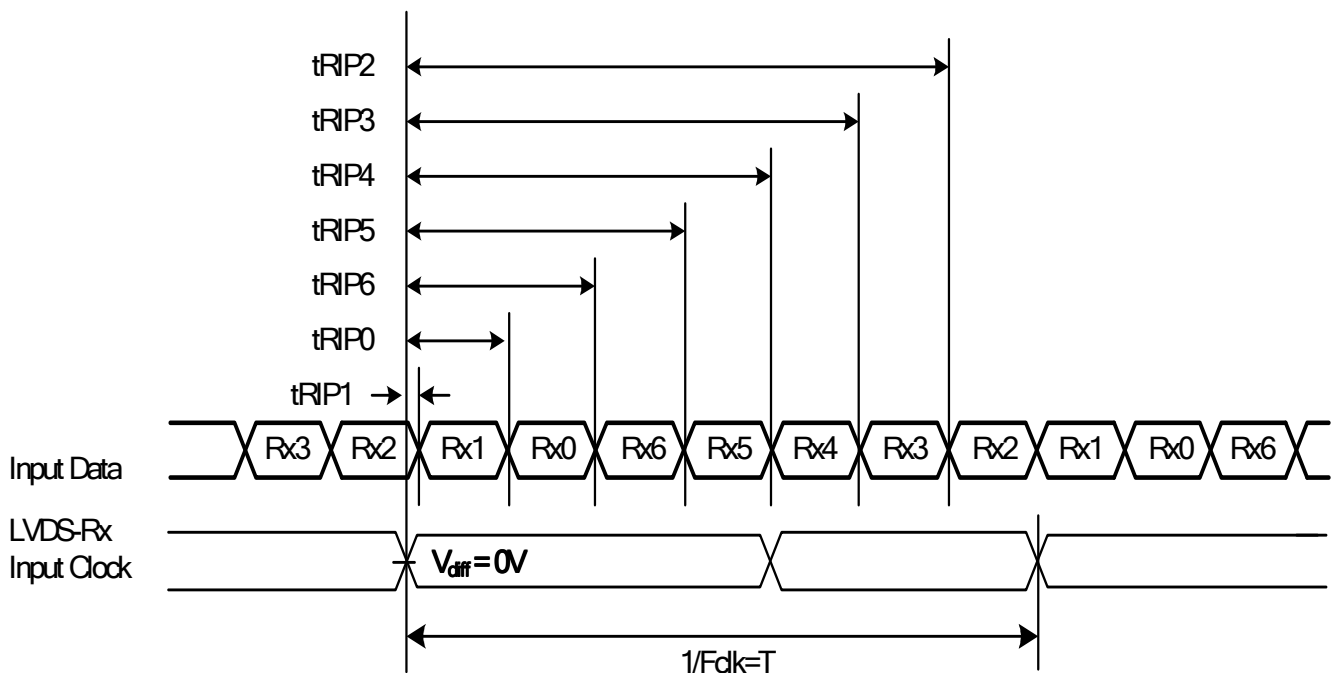 tRIP2
tRIP3
tRIP4
tRIP5
tRIP6
tRIP0
tRIP1
Rx3 Rx2 Rx1 Rx0 Rx6 Rx5 Rx4 Rx3 Rx2 Rx1 Rx0 Rx6
Input Data
LVDS-Rx
Input Clock
Vdiff = 0V
1/Fclk=T